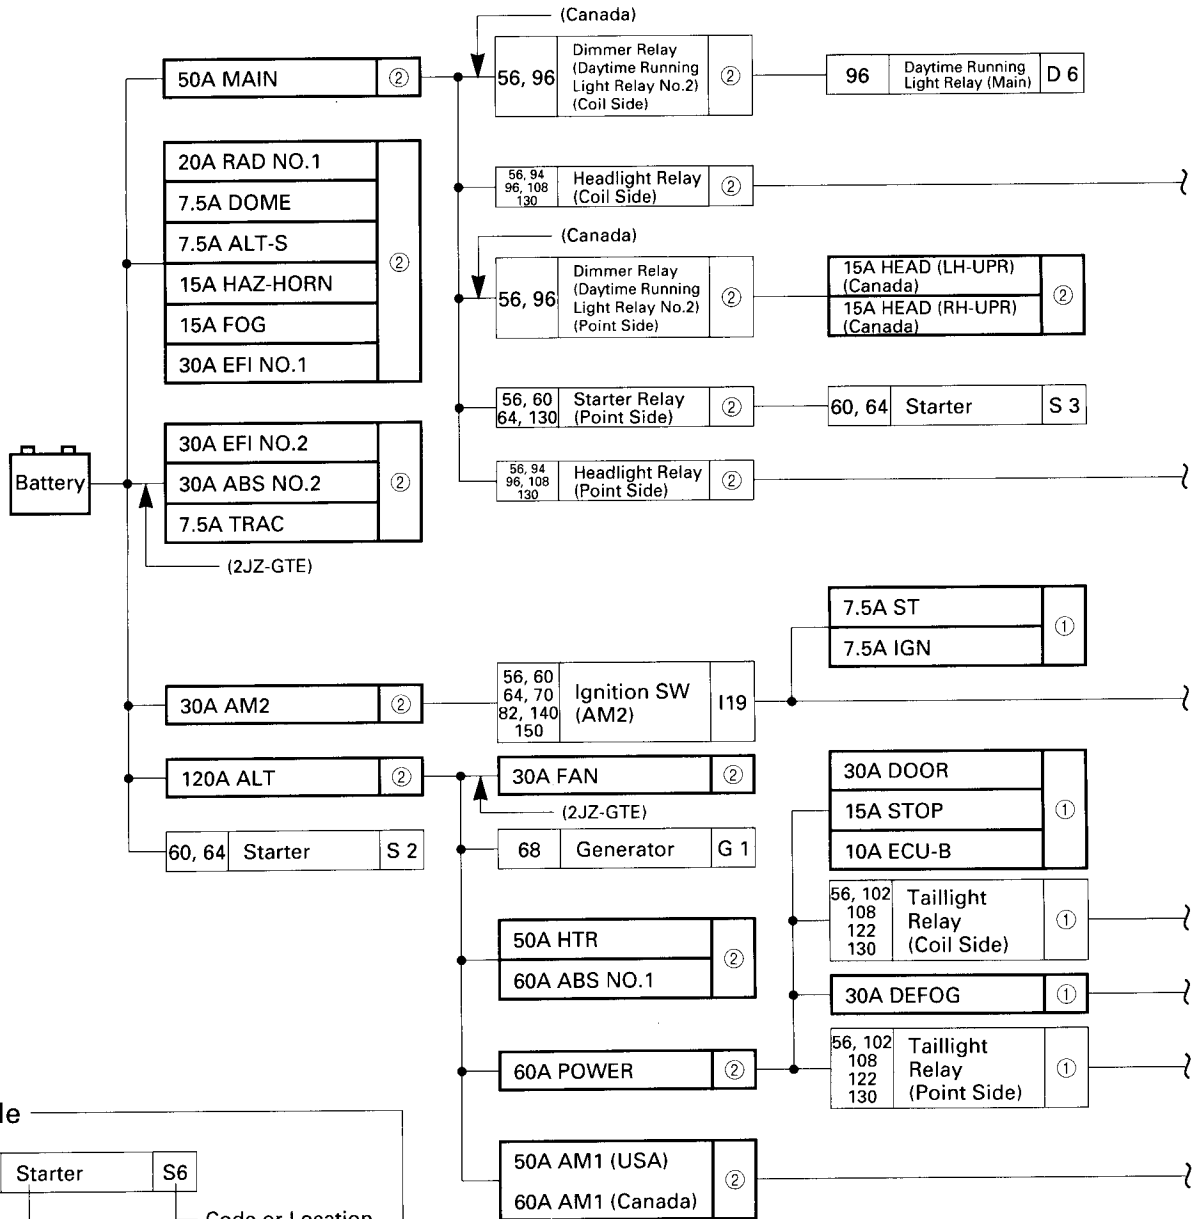 (Canada)
50A MAIN ②
56, 96
Dimmer Relay
(Daytime Running
Light Relay No.2)
(Coil Side)
②
96
Daytime Running
Light Relay (Main)
D 6
20A RAD NO.1
7.5A DOME
7.5A ALT-S
15A HAZ-HORN
15A FOG
30A EFI NO.1
②
56, 94
96, 108
130
Headlight Relay
(Coil Side)
②
(Canada)
56, 96
Dimmer Relay
(Daytime Running
Light Relay No.2)
(Point Side)
②
15A HEAD (LH-UPR)
(Canada)
15A HEAD (RH-UPR)
(Canada)
②
56, 60
64, 130
Starter Relay
(Point Side)
②
60, 64 Starter S 3
Battery
30A EFI NO.2
30A ABS NO.2
7.5A TRAC
②
(2JZ-GTE)
56, 94
96, 108
130
Headlight Relay
(Point Side)
②
7.5A ST
7.5A IGN
①
30A AM2 ②
56, 60
64, 70
82, 140
150
Ignition SW
(AM2)
I19
120A ALT ②
30A FAN ②
(2JZ-GTE)
30A DOOR
15A STOP
10A ECU-B
①
60, 64 Starter S 2
68 Generator G 1
56, 102
108
122
130
Taillight
Relay
(Coil Side)
①
50A HTR
60A ABS NO.1
②
30A DEFOG ①
60A POWER ②
56, 102
108
122
130
Taillight
Relay
(Point Side)
①
50A AM1 (USA)
60A AM1 (Canada)
②
le
Starter S6
Code or Location